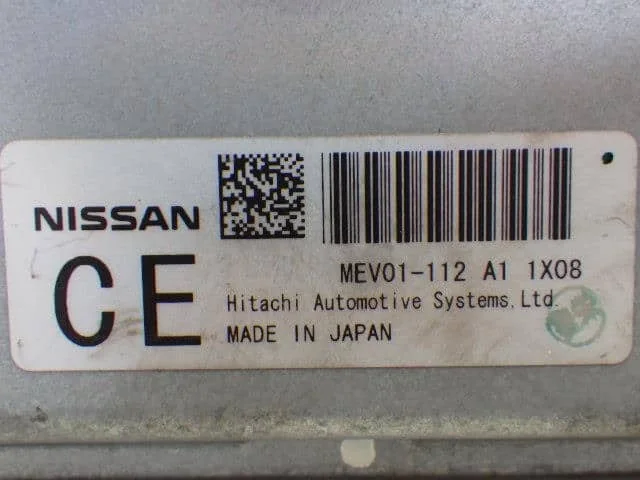 NISSAN
CE
MEV01-112 A1 1X08
Hitachi Automotive Systems,Ltd.
MADE IN JAPAN